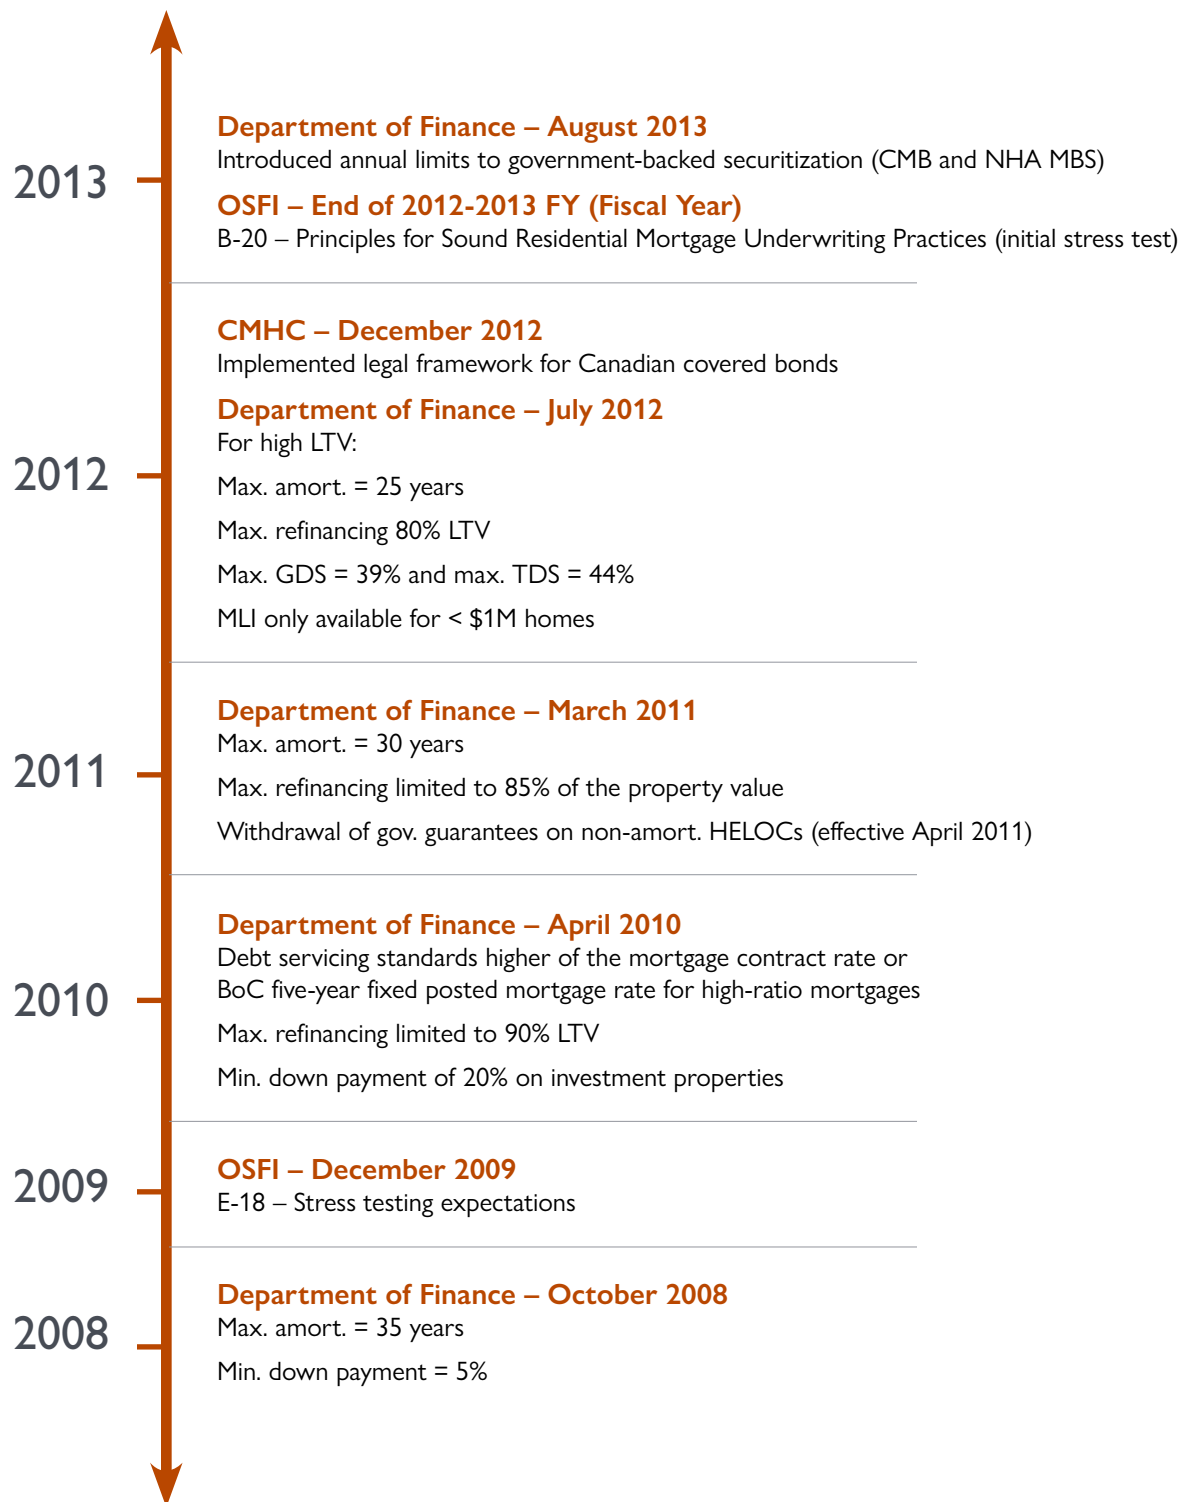 2013
Department of Finance – August 2013
Introduced annual limits to government-backed securitization (CMB and NHA MBS)
OSFI – End of 2012-2013 FY (Fiscal Year)
B-20 – Principles for Sound Residential Mortgage Underwriting Practices (initial stress test)
2012
CMHC – December 2012
Implemented legal framework for Canadian covered bonds
Department of Finance – July 2012
For high LTV:
Max. amort. = 25 years
Max. refinancing 80% LTV
Max. GDS = 39% and max. TDS = 44%
MLI only available for < $1M homes
2011
Department of Finance – March 2011
Max. amort. = 30 years
Max. refinancing limited to 85% of the property value
Withdrawal of gov. guarantees on non-amort. HELOCs (effective April 2011)
2010
Department of Finance – April 2010
Debt servicing standards higher of the mortgage contract rate or
BoC five-year fixed posted mortgage rate for high-ratio mortgages
Max. refinancing limited to 90% LTV
Min. down payment of 20% on investment properties
2009
OSFI – December 2009
E-18 – Stress testing expectations
2008
Department of Finance – October 2008
Max. amort. = 35 years
Min. down payment = 5%